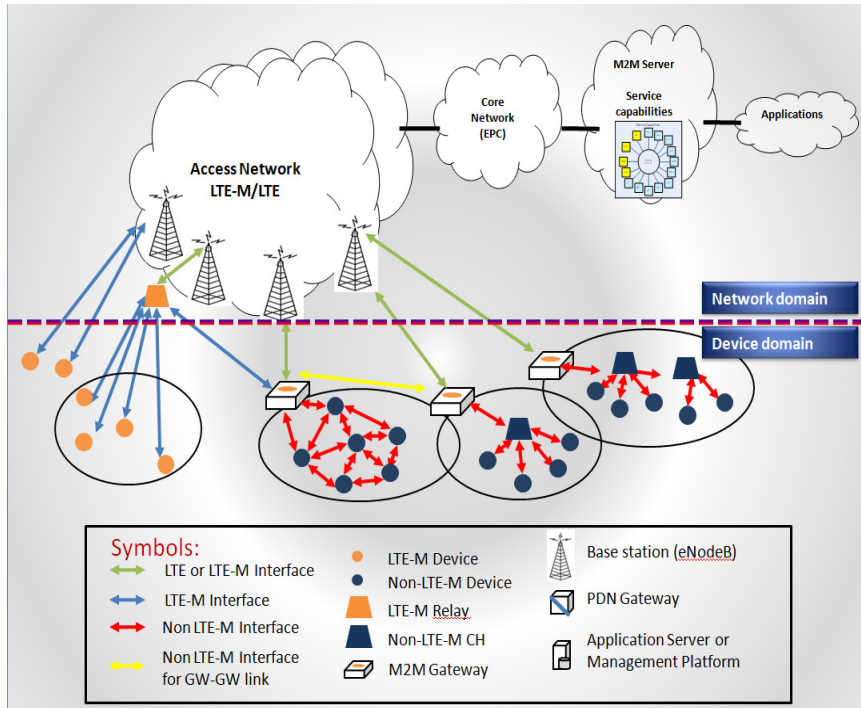 M2M Server
Service
capabilities
Core
Network
(EPC)
Applications
Access Network
LTE-M/LTE
Network domain
Device domain
Symbols:
LTE or LTE-M Interface
LTE-M Interface
Non LTE-M Interface
Non LTE-M Interface
for GW-GW link
LTE-M Device
Non-LTE-M Device
LTE-M Relay
Non-LTE-M CH
M2M Gateway
Base station (eNodeB)
PDN Gateway
Application Server or
Management Platform